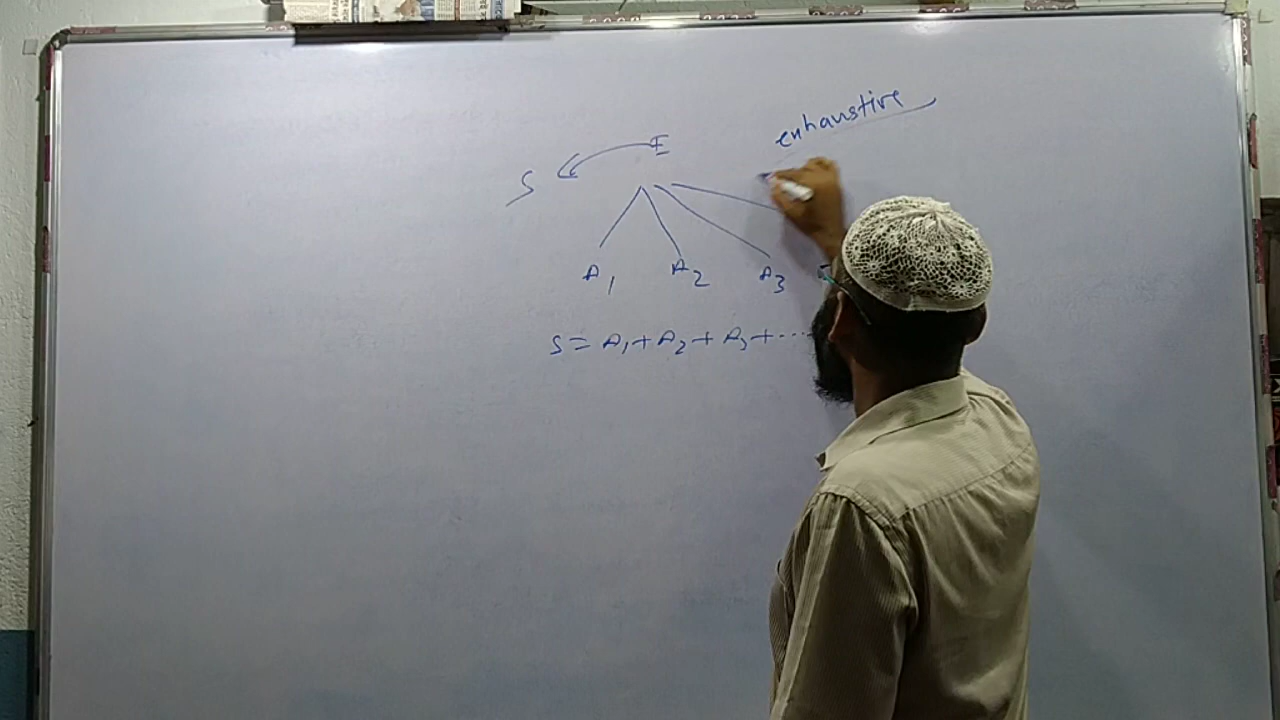 exhaustive
E
S
A1 A2 A3
S = A1 + A2 + A3 + ...